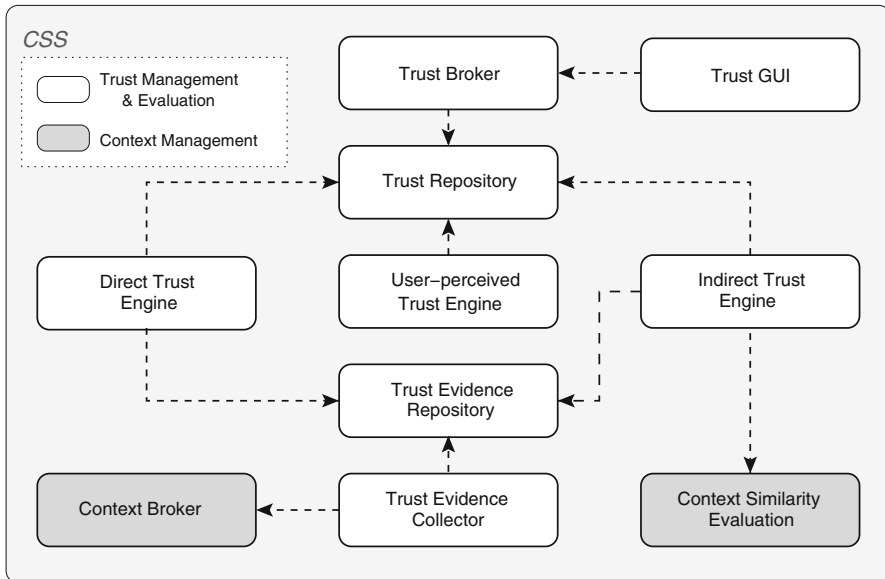 CSS
Trust Management
& Evaluation
Context Management
Trust Broker
Trust GUI
Trust Repository
Direct Trust
Engine
User−perceived
Trust Engine
Indirect Trust
Engine
Trust Evidence
Repository
Context Broker
Trust Evidence
Collector
Context Similarity
Evaluation